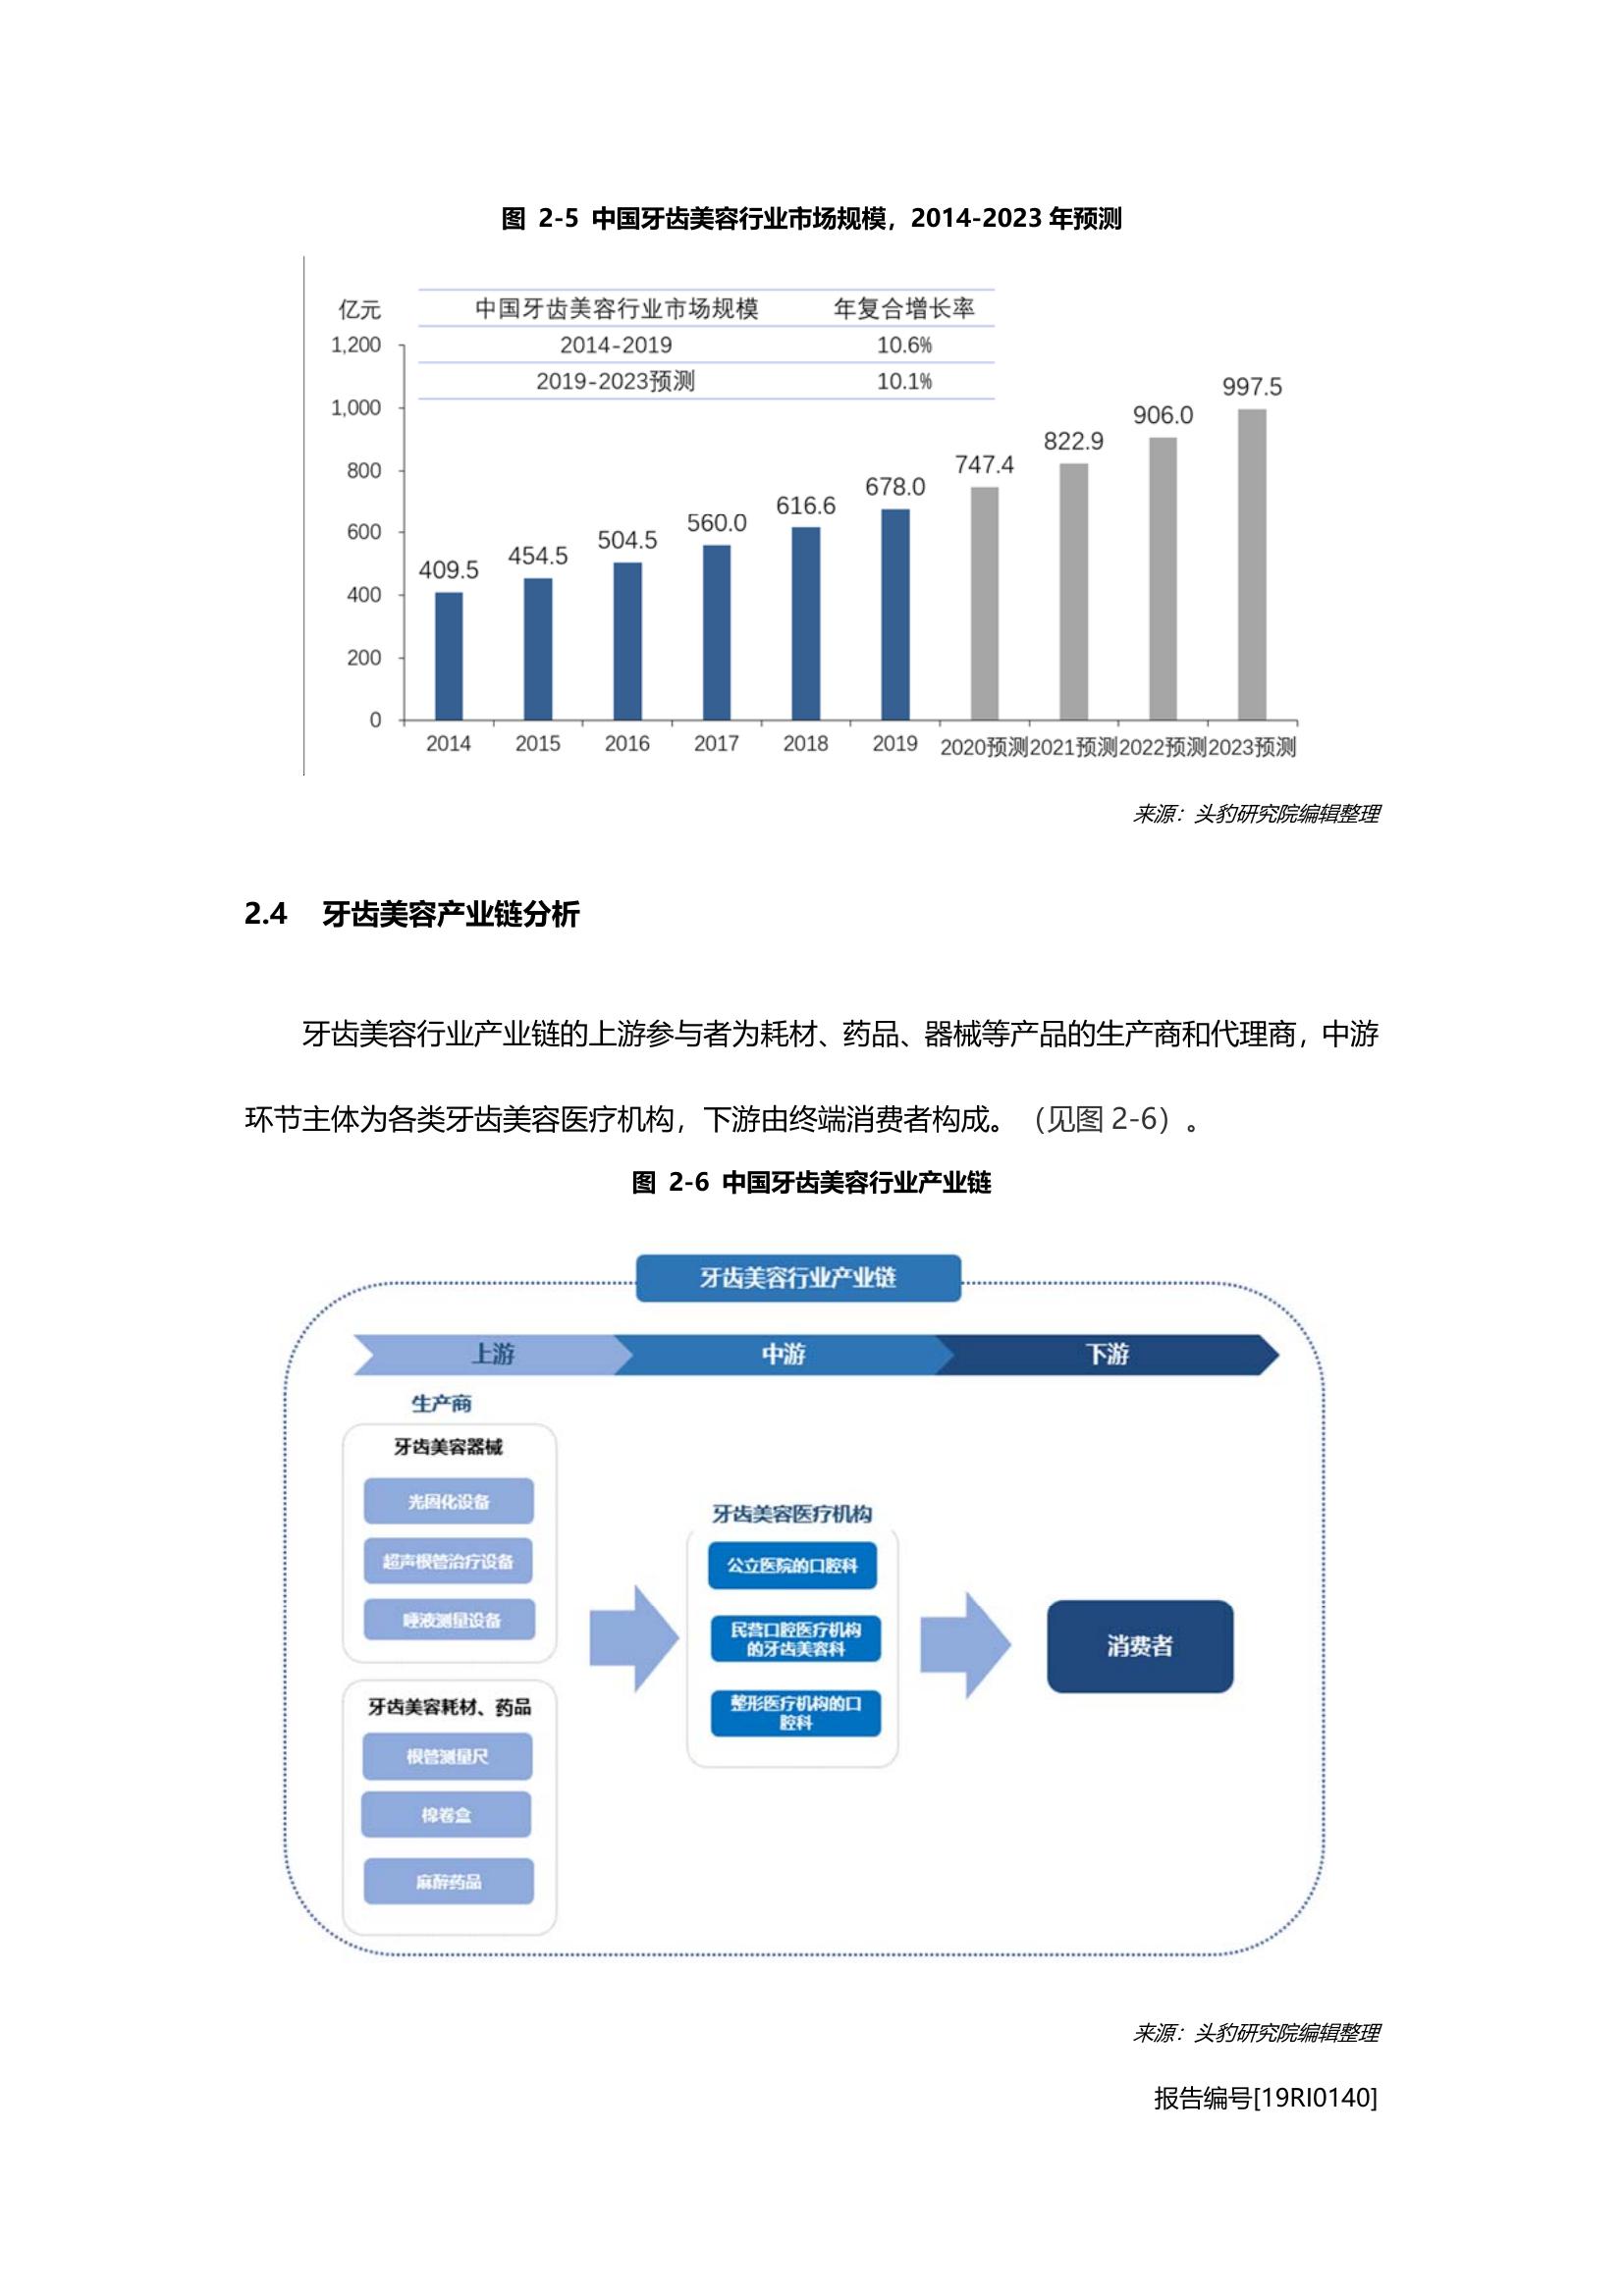 图 2-5 中国牙齿美容行业市场规模，2014-2023 年预测
亿元
中国牙齿美容行业市场规模 年复合增长率
2014-2019 10.6%
2019-2023预测 10.1%
1,200
1,000
800
600
400
200
0
409.5
454.5
504.5
560.0
616.6
678.0
747.4
822.9
906.0
997.5
2014 2015 2016 2017 2018 2019 2020预测 2021预测 2022预测 2023预测
来源：头豹研究院编辑整理
2.4 牙齿美容产业链分析
牙齿美容行业产业链的上游参与者为耗材、药品、器械等产品的生产商和代理商，中游
环节主体为各类牙齿美容医疗机构，下游由终端消费者构成。（见图 2-6）。
图 2-6 中国牙齿美容行业产业链
牙齿美容行业产业链
上游 中游 下游
生产商
牙齿美容器械
光固化设备
超声根管治疗设备
唾液测量设备
牙齿美容耗材、药品
根管测量尺
棉卷盒
麻醉药品
牙齿美容医疗机构
公立医院的口腔科
民营口腔医疗机构
的牙齿美容科
整形医疗机构的口
腔科
消费者
来源：头豹研究院编辑整理
报告编号[19RI0140]